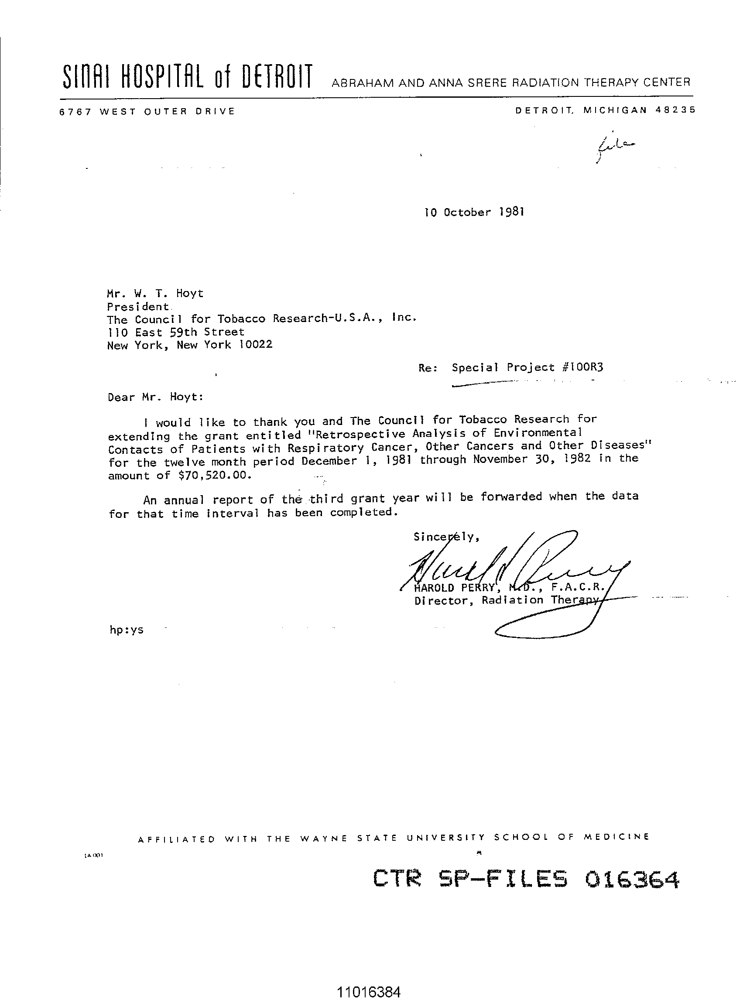 SINAI HOSPITAL of DETROIT ABRAHAM AND ANNA SRERE RADIATION THERAPY CENTER
6767 WEST OUTER DRIVE DETROIT, MICHIGAN 48235
file
10 October 1981
Mr. W. T. Hoyt
President
The Council for Tobacco Research-U.S.A., Inc.
110 East 59th Street
New York, New York 10022
Re: Special Project #100R3
Dear Mr. Hoyt:
I would like to thank you and The Council for Tobacco Research for
extending the grant entitled "Retrospective Analysis of Environmental
Contacts of Patients with Respiratory Cancer, Other Cancers and Other Diseases"
for the twelve month period December 1, 1981 through November 30, 1982 in the
amount of $70,520.00.
An annual report of the third grant year will be forwarded when the data
for that time interval has been completed.
Sincerely,
Harold Perry
HAROLD PERRY, M.D., F.A.C.R.
Director, Radiation Therapy
hp:ys
AFFILIATED WITH THE WAYNE STATE UNIVERSITY SCHOOL OF MEDICINE
CTR SP-FILES 016364
11016384